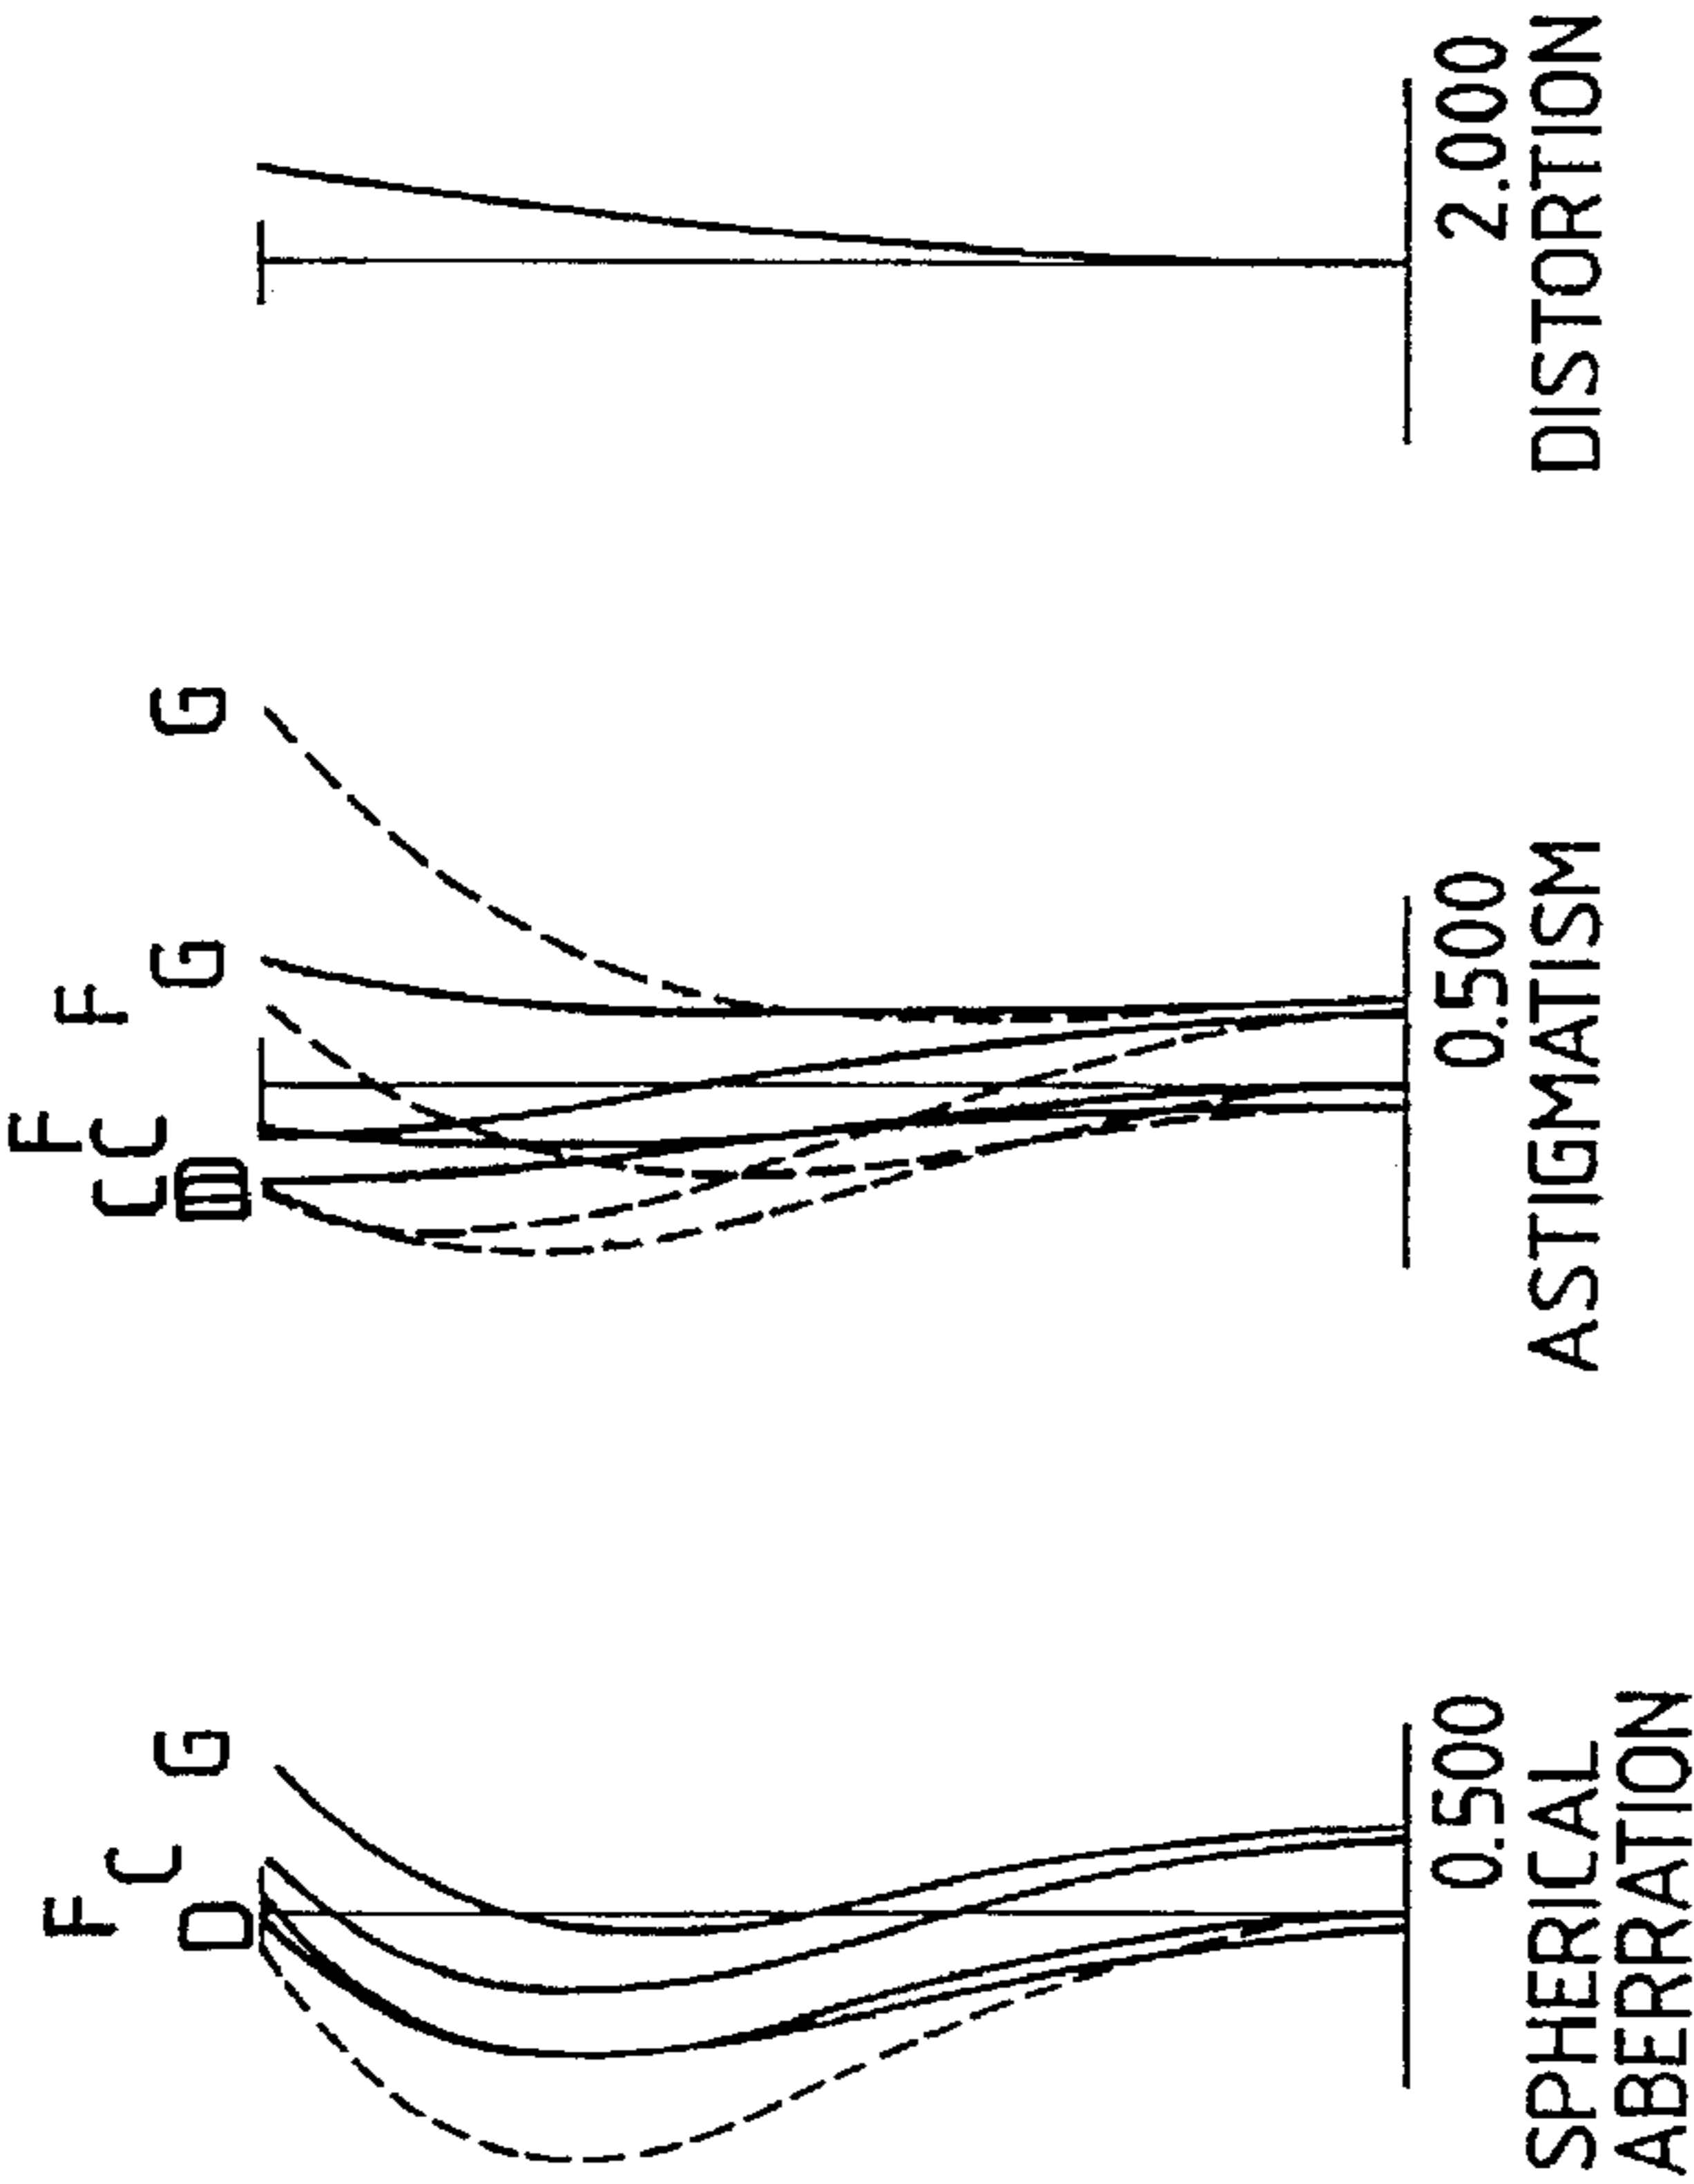 F
C
D G
0.500
SPHERICAL
ABERRATION
F
F
C C
G G
D D
0.500
ASTIGMATISM
2.000
DISTORTION